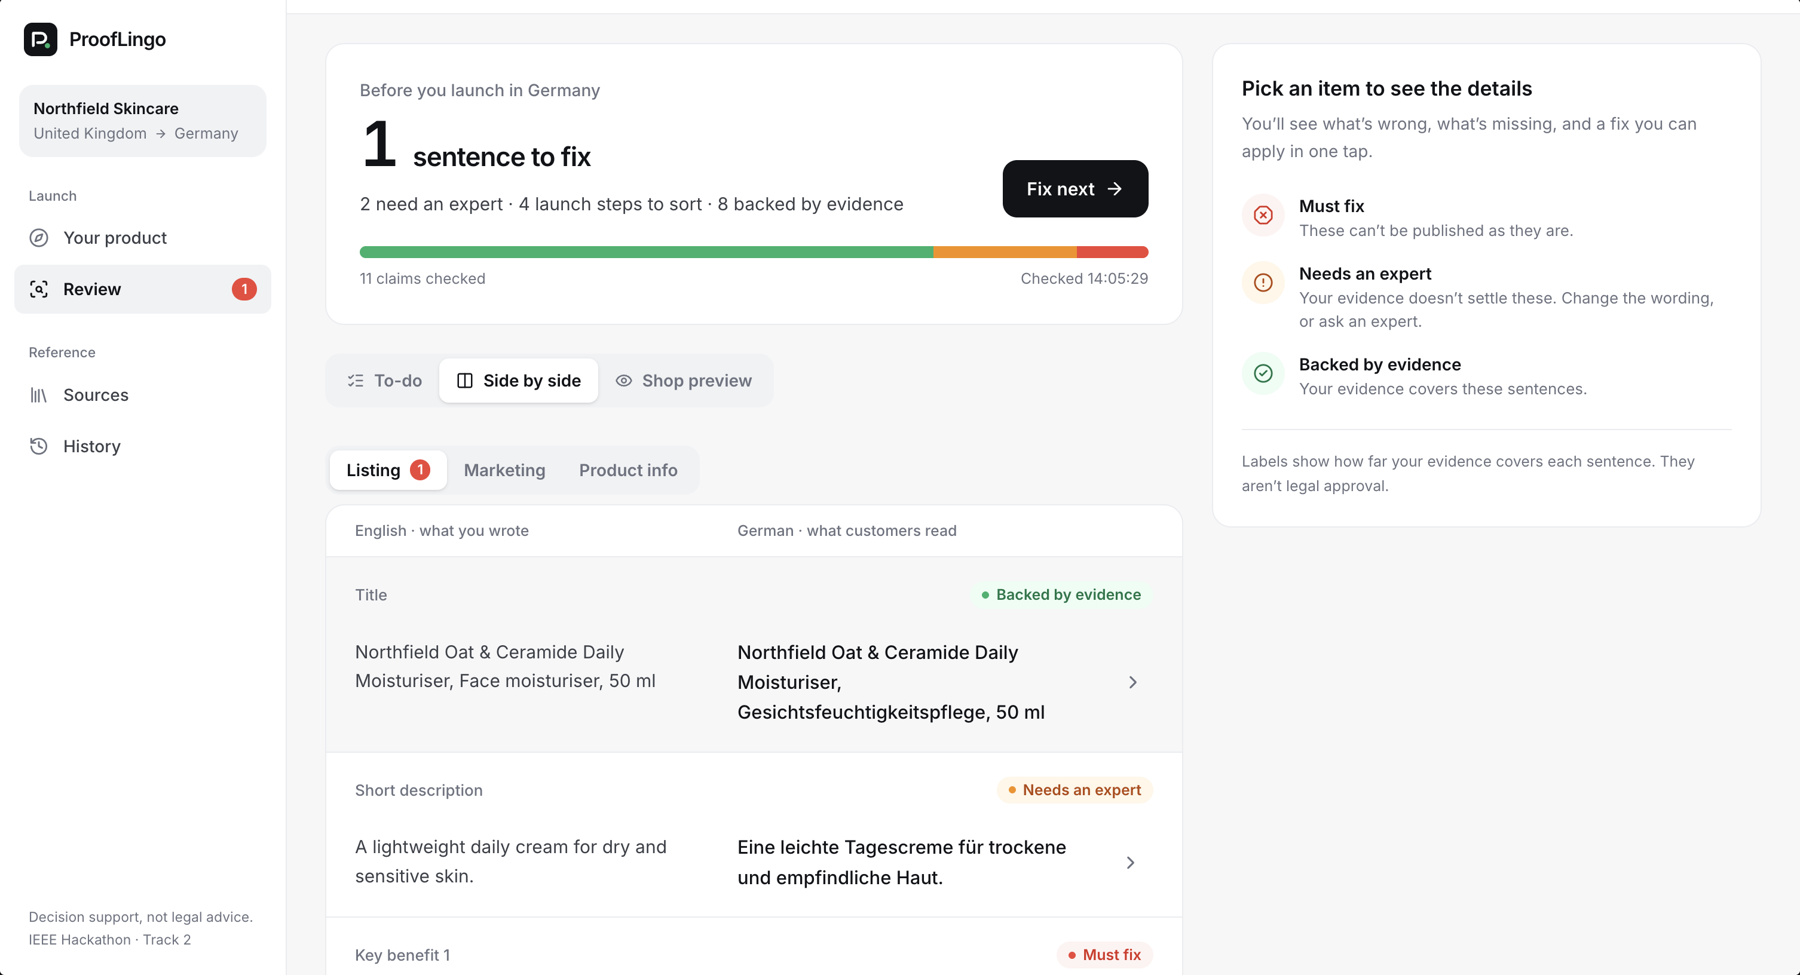 ProofLingo
Northfield Skincare
United Kingdom → Germany
Launch
Your product
Review 1
Reference
Sources
History
Decision support, not legal advice.
IEEE Hackathon · Track 2
Before you launch in Germany
1 sentence to fix
2 need an expert · 4 launch steps to sort · 8 backed by evidence
Fix next →
11 claims checked
Checked 14:05:29
To-do
Side by side
Shop preview
Listing 1
Marketing
Product info
English · what you wrote
German · what customers read
Title
Backed by evidence
Northfield Oat & Ceramide Daily
Moisturiser, Face moisturiser, 50 ml
Northfield Oat & Ceramide Daily
Moisturiser,
Gesichtsfeuchtigkeitspflege, 50 ml
Short description
Needs an expert
A lightweight daily cream for dry and
sensitive skin.
Eine leichte Tagescreme für trockene
und empfindliche Haut.
Key benefit 1
Must fix
Pick an item to see the details
You’ll see what’s wrong, what’s missing, and a fix you can
apply in one tap.
Must fix
These can’t be published as they are.
Needs an expert
Your evidence doesn’t settle these. Change the wording,
or ask an expert.
Backed by evidence
Your evidence covers these sentences.
Labels show how far your evidence covers each sentence. They
aren’t legal approval.